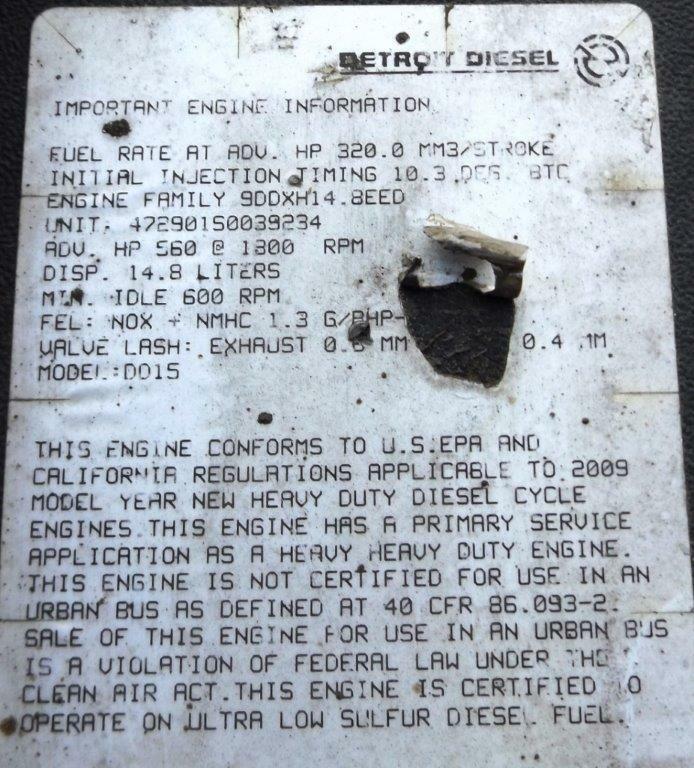 DETROIT DIESEL
IMPORTANT ENGINE INFORMATION
FUEL RATE AT ADV. HP 320.0 MM3/STROKE
INITIAL INJECTION TIMING 10.3 DEG. BTC
ENGINE FAMILY 9DDXH14.8EED
UNIT: 472901S0039234
ADV. HP 560 @ 1800 RPM
DISP. 14.8 LITERS
MIN. IDLE 600 RPM
FEL: NOX + NMHC 1.3 G/BHP-
VALVE LASH: EXHAUST 0.6 MM 0.4 MM
MODEL:DD15
THIS ENGINE CONFORMS TO U.S.EPA AND
CALIFORNIA REGULATIONS APPLICABLE TO 2009
MODEL YEAR NEW HEAVY DUTY DIESEL CYCLE
ENGINES.THIS ENGINE HAS A PRIMARY SERVICE
APPLICATION AS A HEAVY HEAVY DUTY ENGINE.
THIS ENGINE IS NOT CERTIFIED FOR USE IN AN
URBAN BUS AS DEFINED AT 40 CFR 86.093-2.
SALE OF THIS ENGINE FOR USE IN AN URBAN BUS
IS A VIOLATION OF FEDERAL LAW UNDER THE
CLEAN AIR ACT.THIS ENGINE IS CERTIFIED TO
OPERATE ON ULTRA LOW SULFUR DIESEL FUEL.